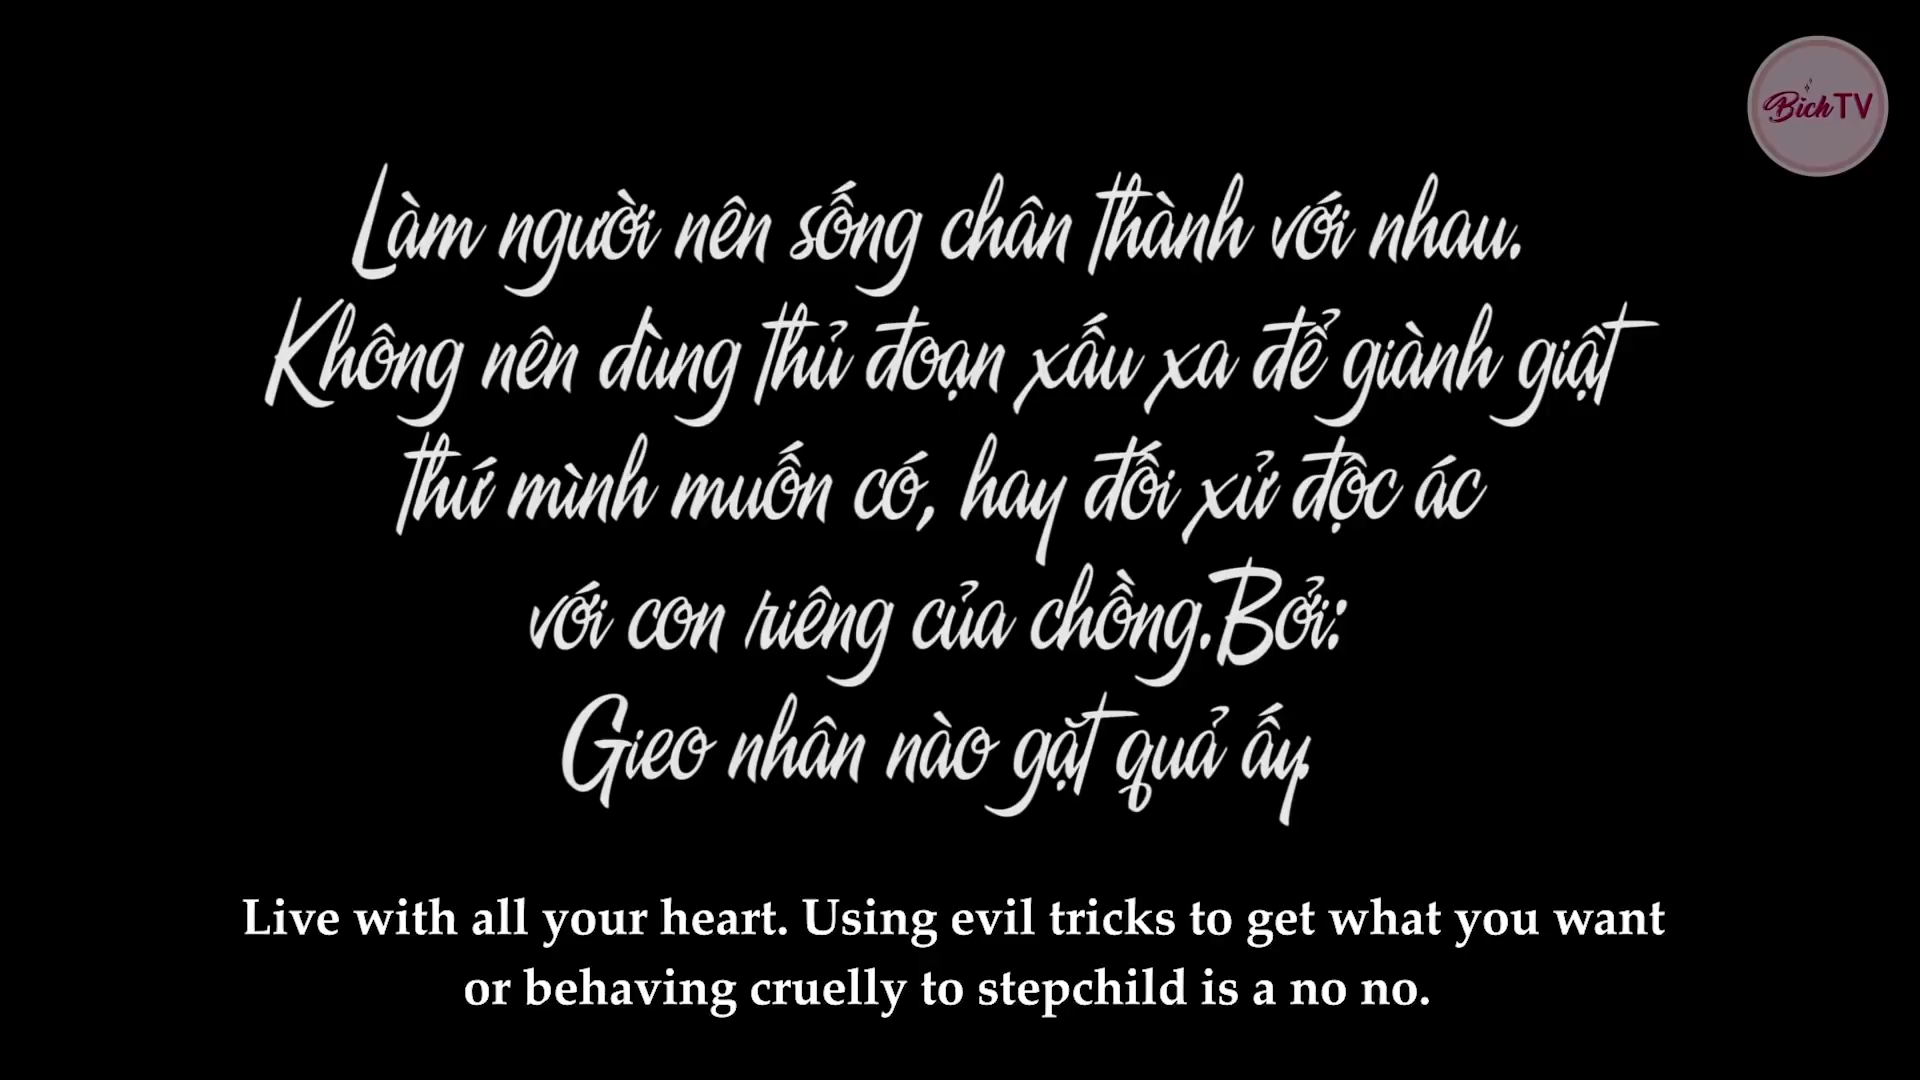 BichTV
Làm người nên sống chân thành với nhau.
Không nên dùng thủ đoạn xấu xa để giành giật
thứ mình muốn có, hay đối xử độc ác
với con riêng của chồng.Bởi:
Gieo nhân nào gặt quả ấy.
Live with all your heart. Using evil tricks to get what you want
or behaving cruelly to stepchild is a no no.